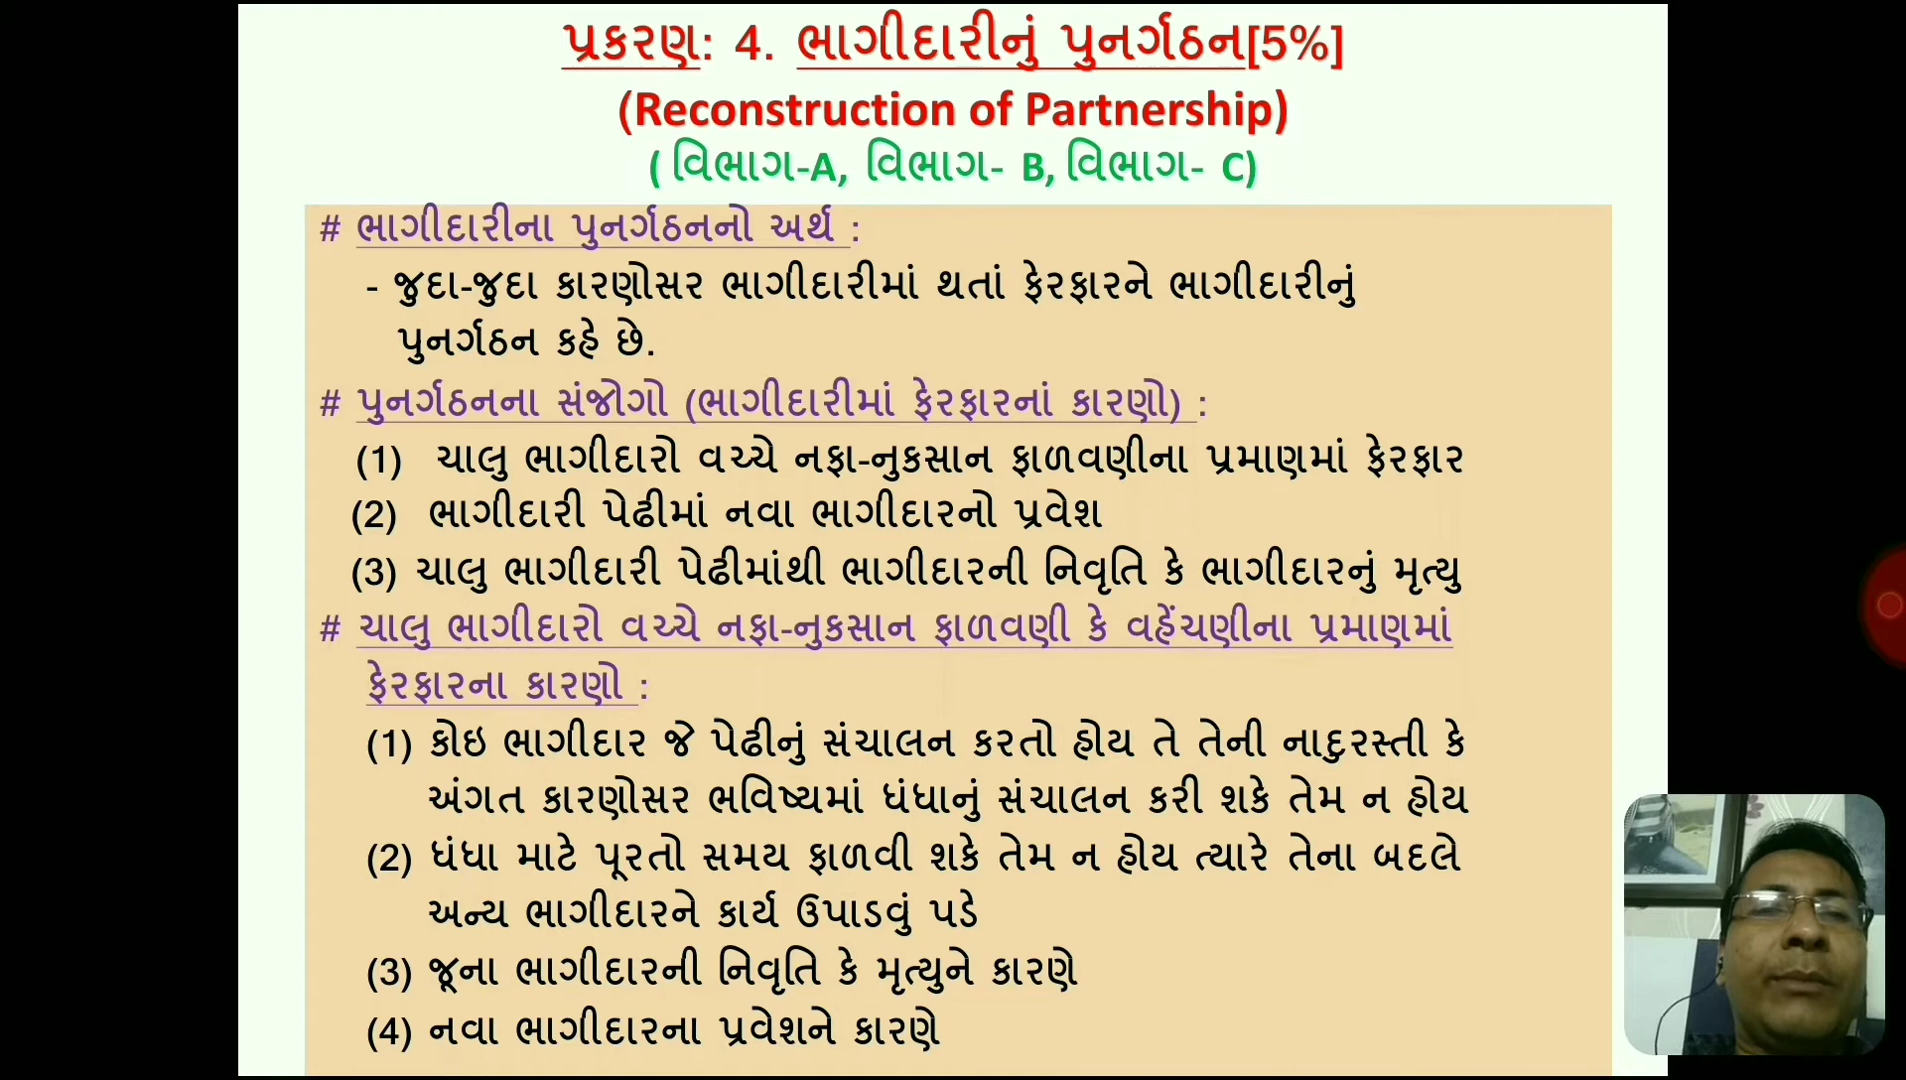 પ્રકરણ: 4. ભાગીદારીનું પુનર્ગઠન[5%]
(Reconstruction of Partnership)
( વિભાગ-A, વિભાગ- B, વિભાગ- C)
# ભાગીદારીના પુનર્ગઠનનો અર્થ :
- જુદા-જુદા કારણોસર ભાગીદારીમાં થતાં ફેરફારને ભાગીદારીનું
પુનર્ગઠન કહે છે.
# પુનર્ગઠનના સંજોગો (ભાગીદારીમાં ફેરફારનાં કારણો) :
(1) ચાલુ ભાગીદારો વચ્ચે નફા-નુકસાન ફાળવણીના પ્રમાણમાં ફેરફાર
(2) ભાગીદારી પેઢીમાં નવા ભાગીદારનો પ્રવેશ
(3) ચાલુ ભાગીદારી પેઢીમાંથી ભાગીદારની નિવૃતિ કે ભાગીદારનું મૃત્યુ
# ચાલુ ભાગીદારો વચ્ચે નફા-નુકસાન ફાળવણી કે વહેંચણીના પ્રમાણમાં
ફેરફારના કારણો :
(1) કોઇ ભાગીદાર જે પેઢીનું સંચાલન કરતો હોય તે તેની નાદુરસ્તી કે
અંગત કારણોસર ભવિષ્યમાં ધંધાનું સંચાલન કરી શકે તેમ ન હોય
(2) ધંધા માટે પૂરતો સમય ફાળવી શકે તેમ ન હોય ત્યારે તેના બદલે
અન્ય ભાગીદારને કાર્ય ઉપાડવું પડે
(3) જૂના ભાગીદારની નિવૃતિ કે મૃત્યુને કારણે
(4) નવા ભાગીદારના પ્રવેશને કારણે